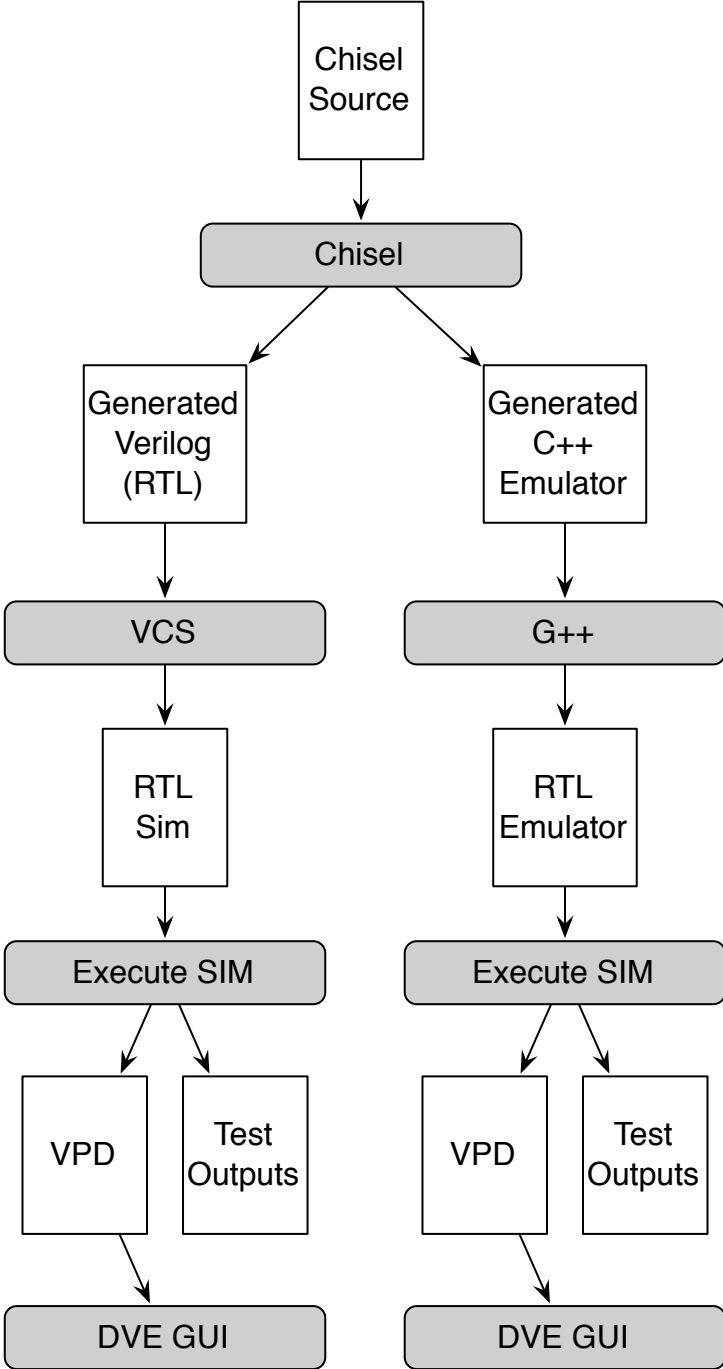 Chisel
Source
Chisel
Generated
Verilog
(RTL)
Generated
C++
Emulator
VCS
G++
RTL
Sim
RTL
Emulator
Execute SIM
Execute SIM
VPD
Test
Outputs
VPD
Test
Outputs
DVE GUI
DVE GUI